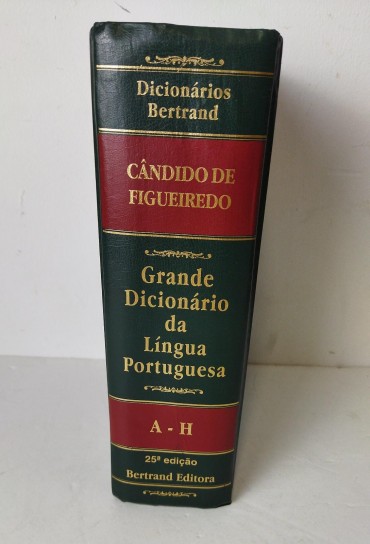 Dicionários
Bertrand
CÂNDIDO DE
FIGUEIREDO
Grande
Dicionário
da
Língua
Portuguesa
A - H
25ª edição
Bertrand Editora